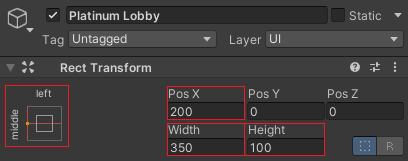 Platinum Lobby Static
Tag Untagged Layer UI
Rect Transform
left
middle
Pos X Pos Y Pos Z
200 0 0
Width Height
350 100
R